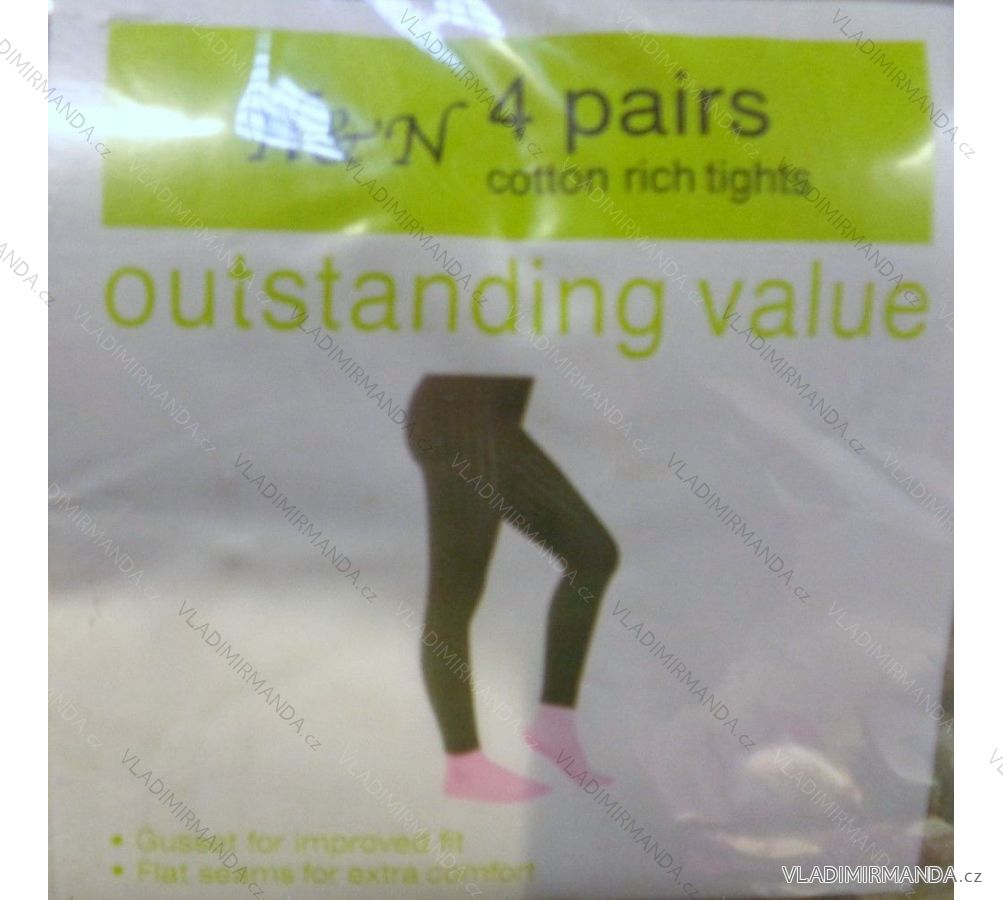 &N 4 pairs
cotton rich tights
outstanding value
• Gusset for improved fit
• Flat seams for extra comfort
VLADIMIRMANDA.cz